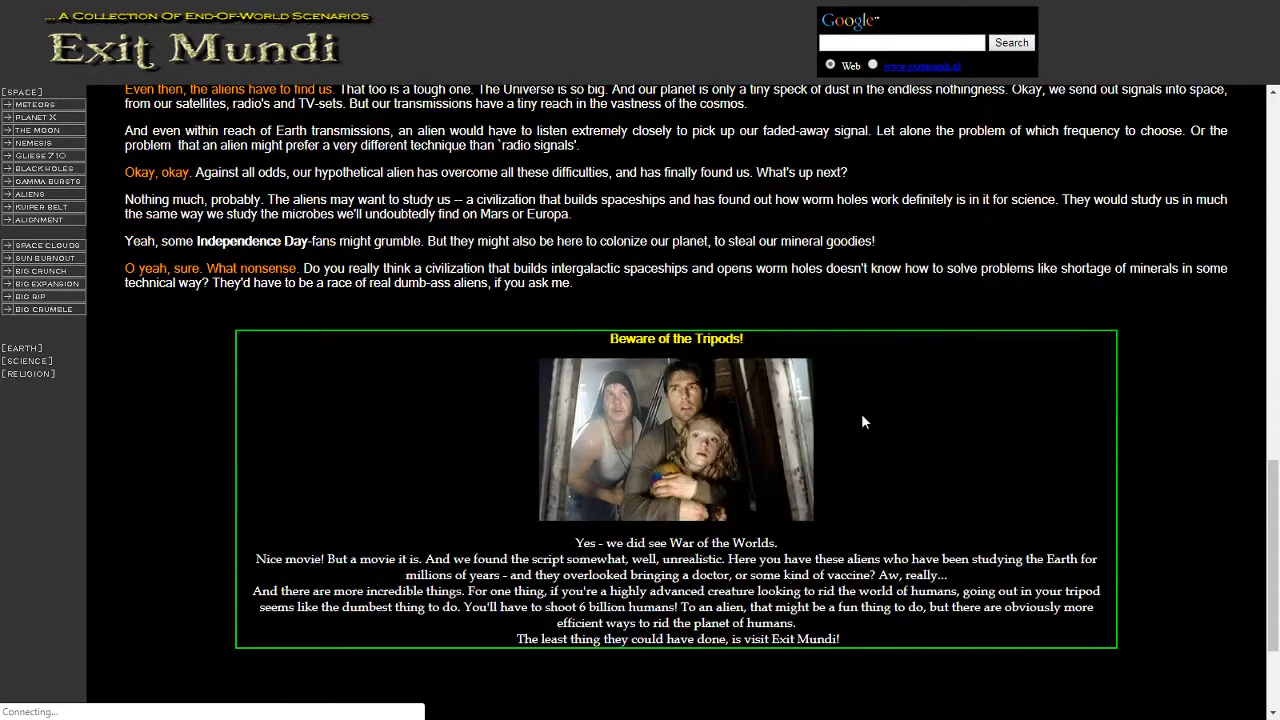 ... A Collection Of End-Of-World Scenarios
Exit Mundi
Google™
Search
Web www.exitmundi.nl
[SPACE]
METEORS
PLANET X
THE MOON
NEMESIS
GLIESE 710
BLACK HOLES
GAMMA BURSTS
ALIENS
KUIPER BELT
ALIGNMENT
SPACE CLOUDS
SUN BURNOUT
BIG CRUNCH
BIG EXPANSION
BIG RIP
BIG CRUMBLE
[EARTH]
[SCIENCE]
[RELIGION]
Even then, the aliens have to find us. That too is a tough one. The Universe is so big. And our planet is only a tiny speck of dust in the endless nothingness. Okay, we send out signals into space,
from our satellites, radio's and TV-sets. But our transmissions have a tiny reach in the vastness of the cosmos.
And even within reach of Earth transmissions, an alien would have to listen extremely closely to pick up our faded-away signal. Let alone the problem of which frequency to choose. Or the
problem that an alien might prefer a very different technique than `radio signals'.
Okay, okay. Against all odds, our hypothetical alien has overcome all these difficulties, and has finally found us. What's up next?
Nothing much, probably. The aliens may want to study us -- a civilization that builds spaceships and has found out how worm holes work definitely is in it for science. They would study us in much
the same way we study the microbes we'll undoubtedly find on Mars or Europa.
Yeah, some Independence Day-fans might grumble. But they might also be here to colonize our planet, to steal our mineral goodies!
O yeah, sure. What nonsense. Do you really think a civilization that builds intergalactic spaceships and opens worm holes doesn't know how to solve problems like shortage of minerals in some
technical way? They'd have to be a race of real dumb-ass aliens, if you ask me.
Beware of the Tripods!
Yes - we did see War of the Worlds.
Nice movie! But a movie it is. And we found the script somewhat, well, unrealistic. Here you have these aliens who have been studying the Earth for
millions of years - and they overlooked bringing a doctor, or some kind of vaccine? Aw, really...
And there are more incredible things. For one thing, if you're a highly advanced creature looking to rid the world of humans, going out in your tripod
seems like the dumbest thing to do. You'll have to shoot 6 billion humans! To an alien, that might be a fun thing to do, but there are obviously more
efficient ways to rid the planet of humans.
The least thing they could have done, is visit Exit Mundi!
Connecting...